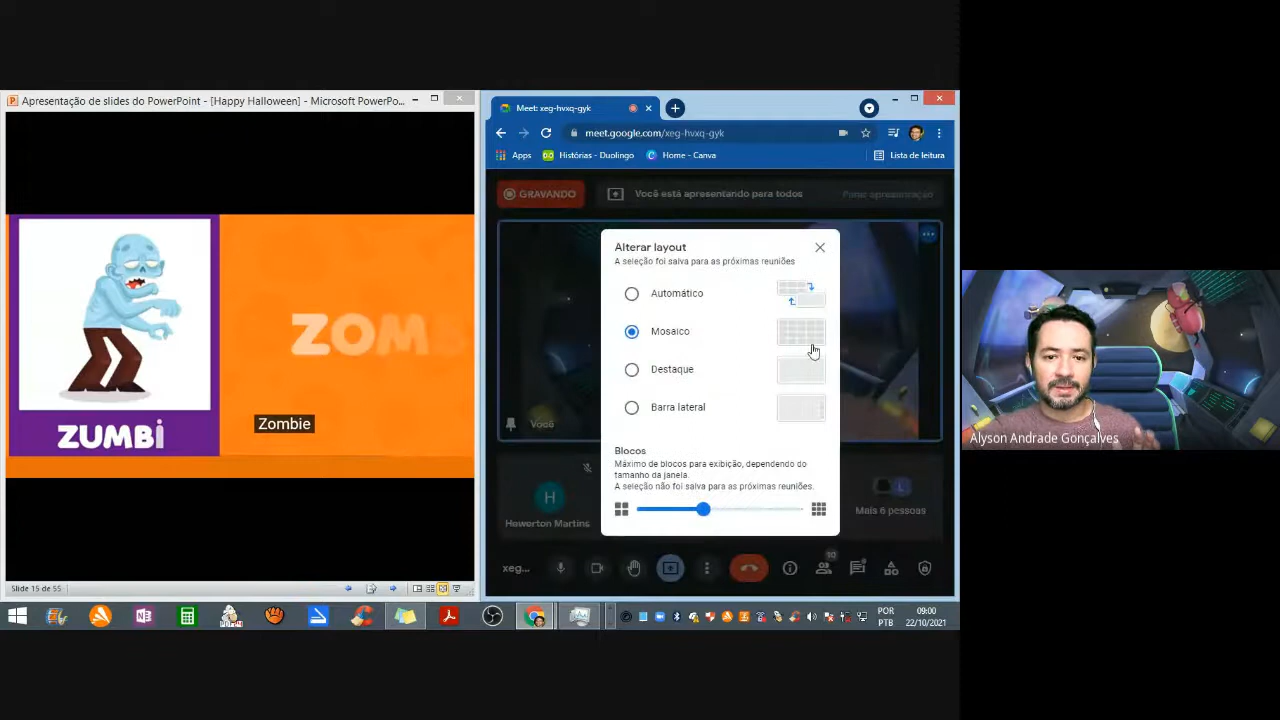 Apresentação de slides do PowerPoint - [Happy Halloween] - Microsoft PowerPo...
ZUMBi
ZOMB
Zombie
Slide 15 de 55
Meet: xeg-hvxq-gyk
meet.google.com/xeg-hvxq-gyk
Apps
Histórias - Duolingo
Home - Canva
Lista de leitura
GRAVANDO
Você está apresentando para todos
Parar apresentação
Alterar layout
A seleção foi salva para as próximas reuniões
Automático
Mosaico
Destaque
Barra lateral
Blocos
Máximo de blocos para exibição, dependendo do
tamanho da janela.
A seleção não foi salva para as próximas reuniões.
Você
H
Howerton Martins
L
Mais 6 pessoas
xeg...
10
POR
PTB
09:00
22/10/2021
Alyson Andrade Gonçalves